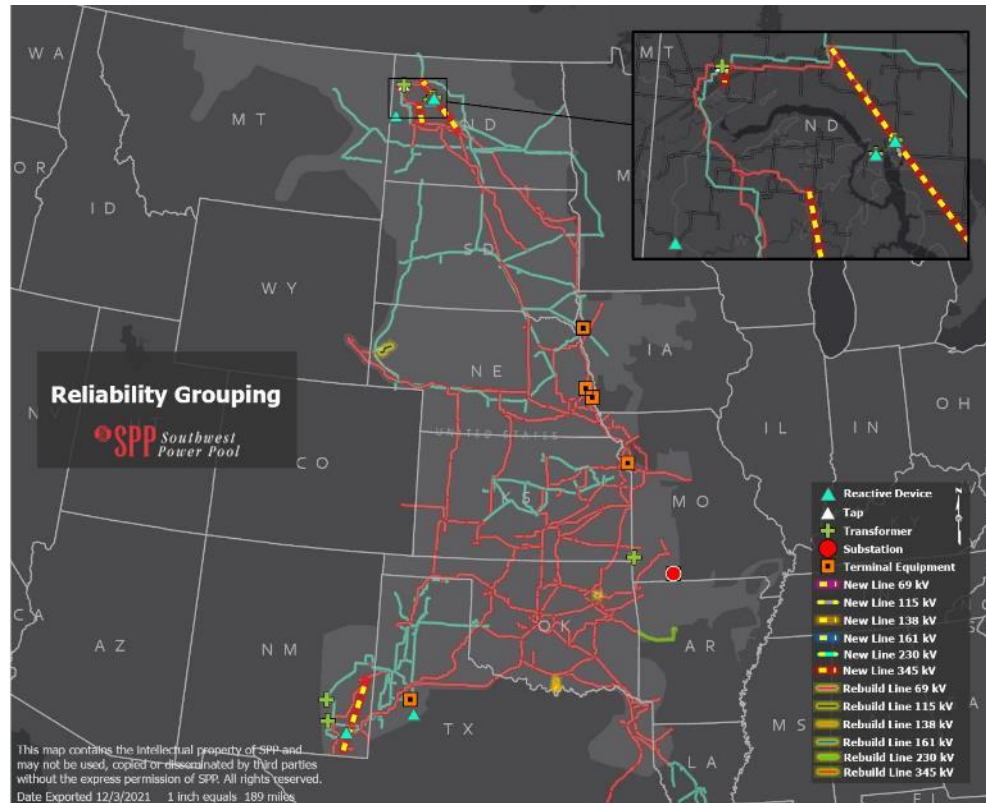 WA
MT
ND
M
OR
ID
SD
WY
IA
NE
UNITED STATES
CO
KS
MO
IL
IN
OH
CA
AZ
NM
OK
AR
TX
MS
LA
MT
ND
Reliability Grouping
SPP Southwest
Power Pool
Reactive Device
N
Tap
Transformer
Substation
Terminal Equipment
New Line 69 kV
New Line 115 kV
New Line 138 kV
New Line 161 kV
New Line 230 kV
New Line 345 kV
Rebuild Line 69 kV
Rebuild Line 115 kV
Rebuild Line 138 kV
Rebuild Line 161 kV
Rebuild Line 230 kV
Rebuild Line 345 kV
This map contains the intellectual property of SPP and
may not be used, copied or disseminated by third parties
without the express permission of SPP. All rights reserved.
Date Exported 12/3/2021 1 inch equals 189 miles